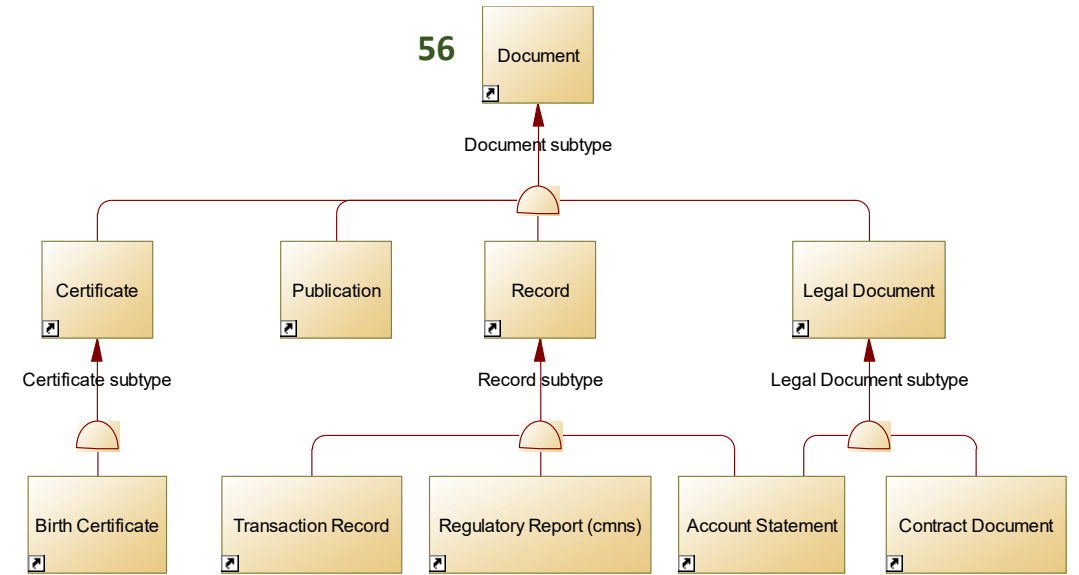 56
Document
Document subtype
Certificate
Publication
Record
Legal Document
Certificate subtype
Record subtype
Legal Document subtype
Birth Certificate
Transaction Record
Regulatory Report (cmns)
Account Statement
Contract Document